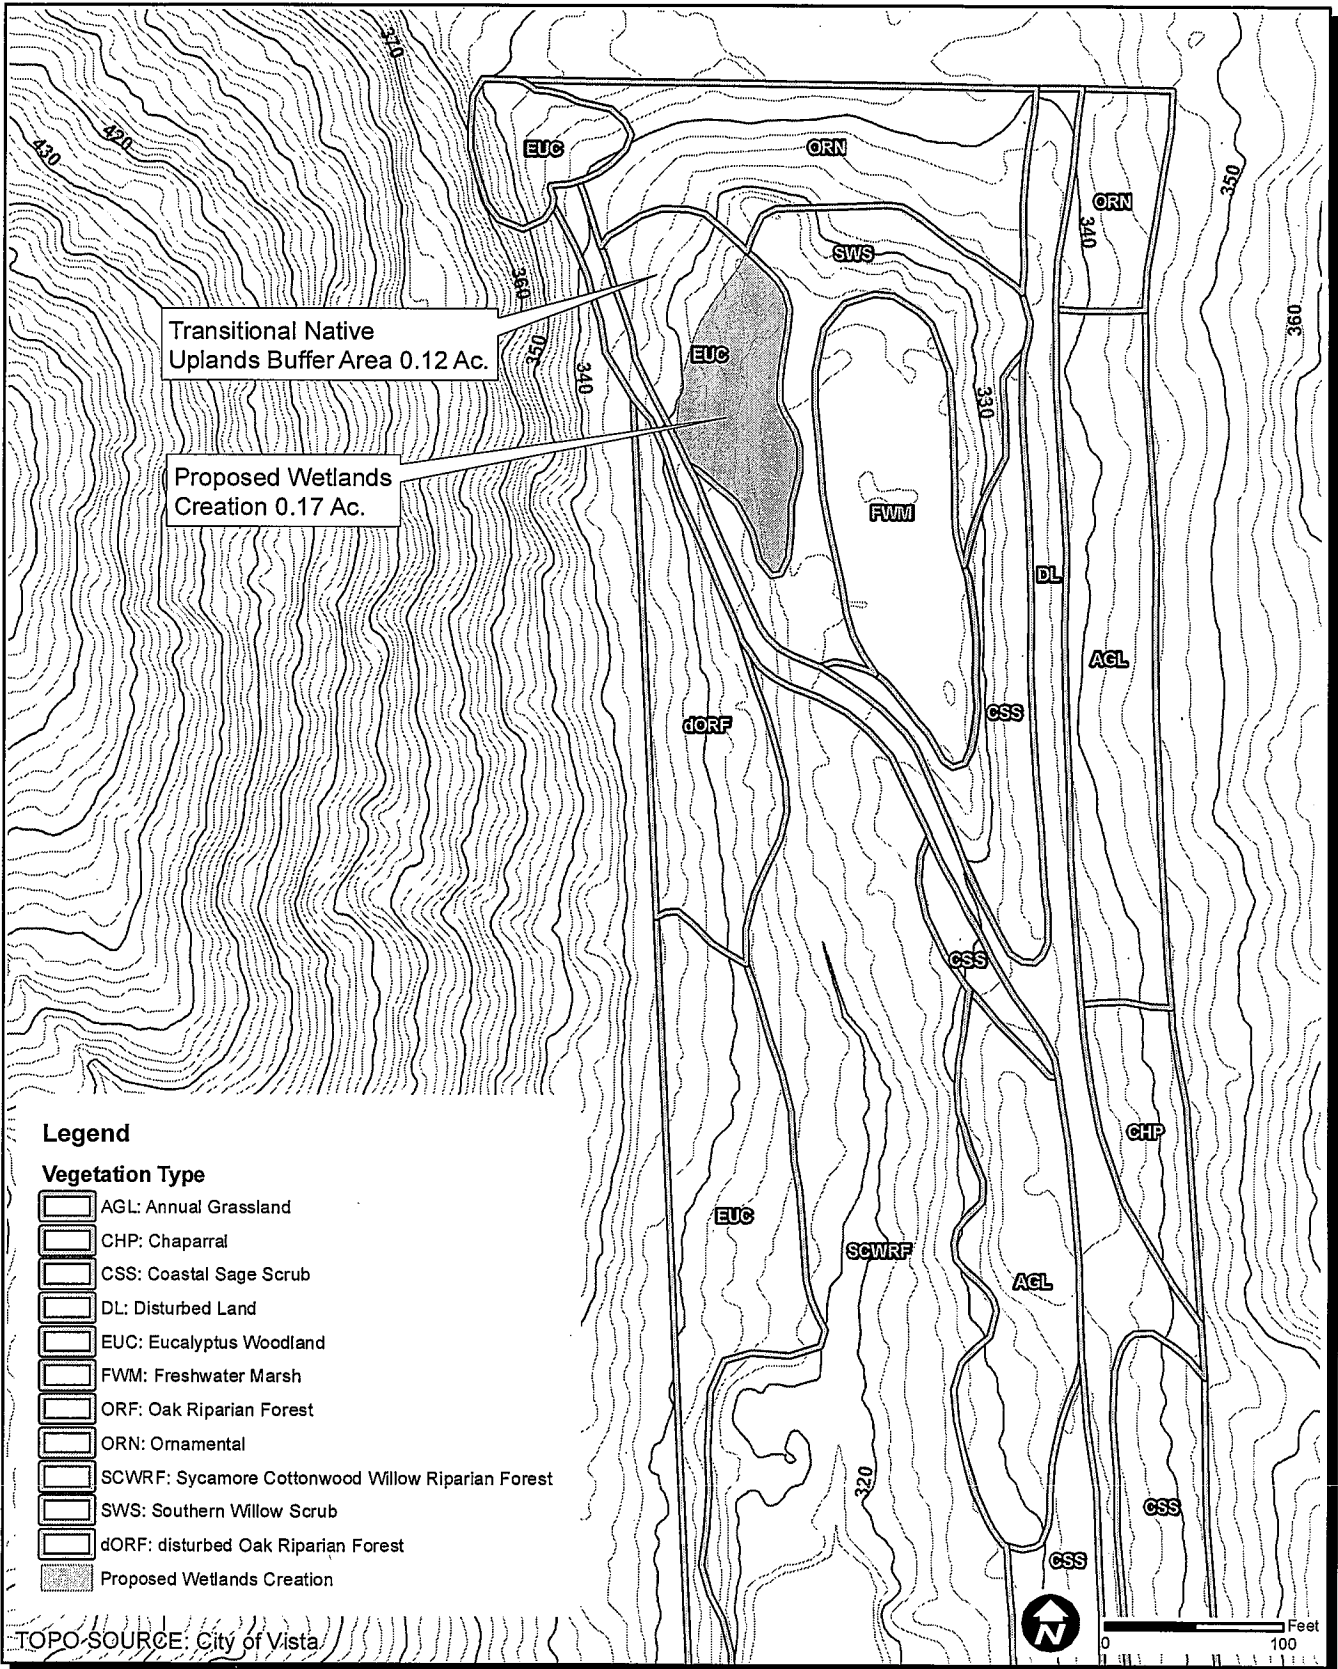 370
420
430
EUC
ORN
350
ORN
340
SWS
360
Transitional Native
Uplands Buffer Area 0.12 Ac.
350
340
EUC
360
330
Proposed Wetlands
Creation 0.17 Ac.
FWM
DL
AGL
dORF
CSS
CSS
CHP
EUC
SCWRF
AGL
320
CSS
CSS
Legend
Vegetation Type
AGL: Annual Grassland
CHP: Chaparral
CSS: Coastal Sage Scrub
DL: Disturbed Land
EUC: Eucalyptus Woodland
FWM: Freshwater Marsh
ORF: Oak Riparian Forest
ORN: Ornamental
SCWRF: Sycamore Cottonwood Willow Riparian Forest
SWS: Southern Willow Scrub
dORF: disturbed Oak Riparian Forest
Proposed Wetlands Creation
TOPO SOURCE: City of Vista
N
Feet
0 100